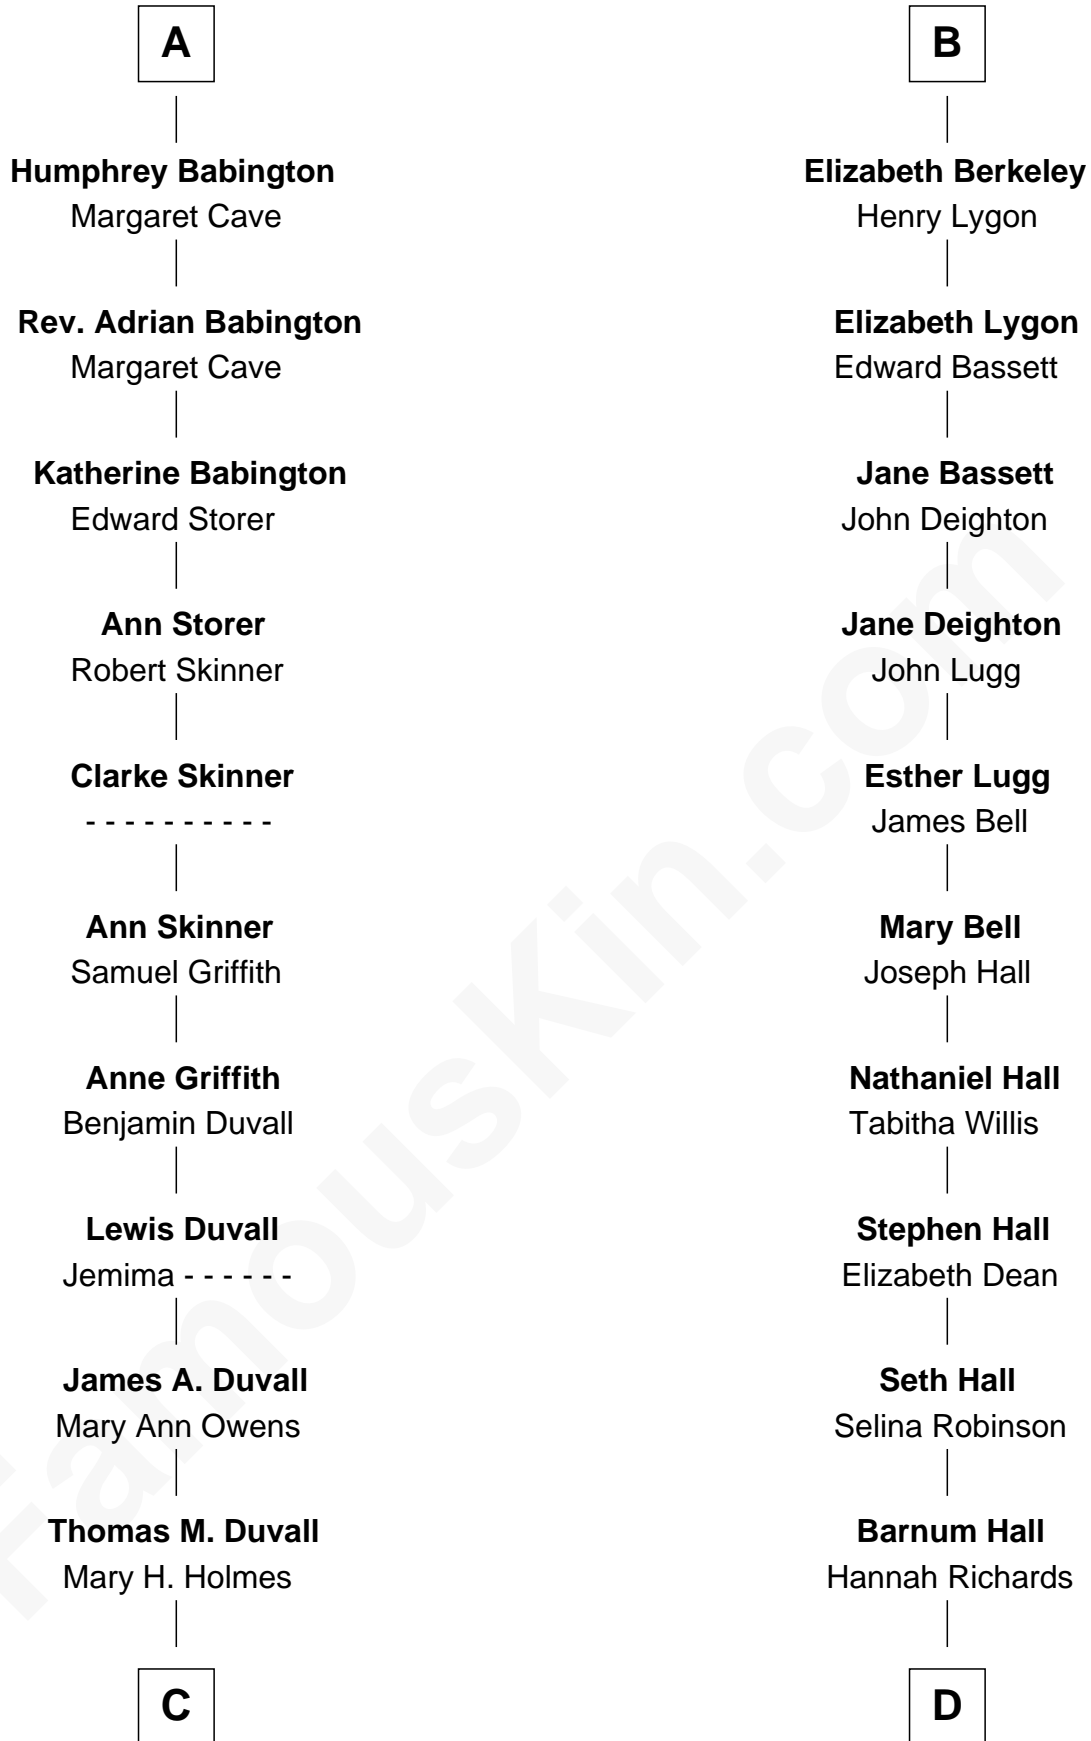 A
Humphrey Babington
Margaret Cave
Rev. Adrian Babington
Margaret Cave
Katherine Babington
Edward Storer
Ann Storer
Robert Skinner
Clarke Skinner
- - - - - - - - - -
Ann Skinner
Samuel Griffith
Anne Griffith
Benjamin Duvall
Lewis Duvall
Jemima - - - - - -
James A. Duvall
Mary Ann Owens
Thomas M. Duvall
Mary H. Holmes
C
B
Elizabeth Berkeley
Henry Lygon
Elizabeth Lygon
Edward Bassett
Jane Bassett
John Deighton
Jane Deighton
John Lugg
Esther Lugg
James Bell
Mary Bell
Joseph Hall
Nathaniel Hall
Tabitha Willis
Stephen Hall
Elizabeth Dean
Seth Hall
Selina Robinson
Barnum Hall
Hannah Richards
D
FamousKin.com